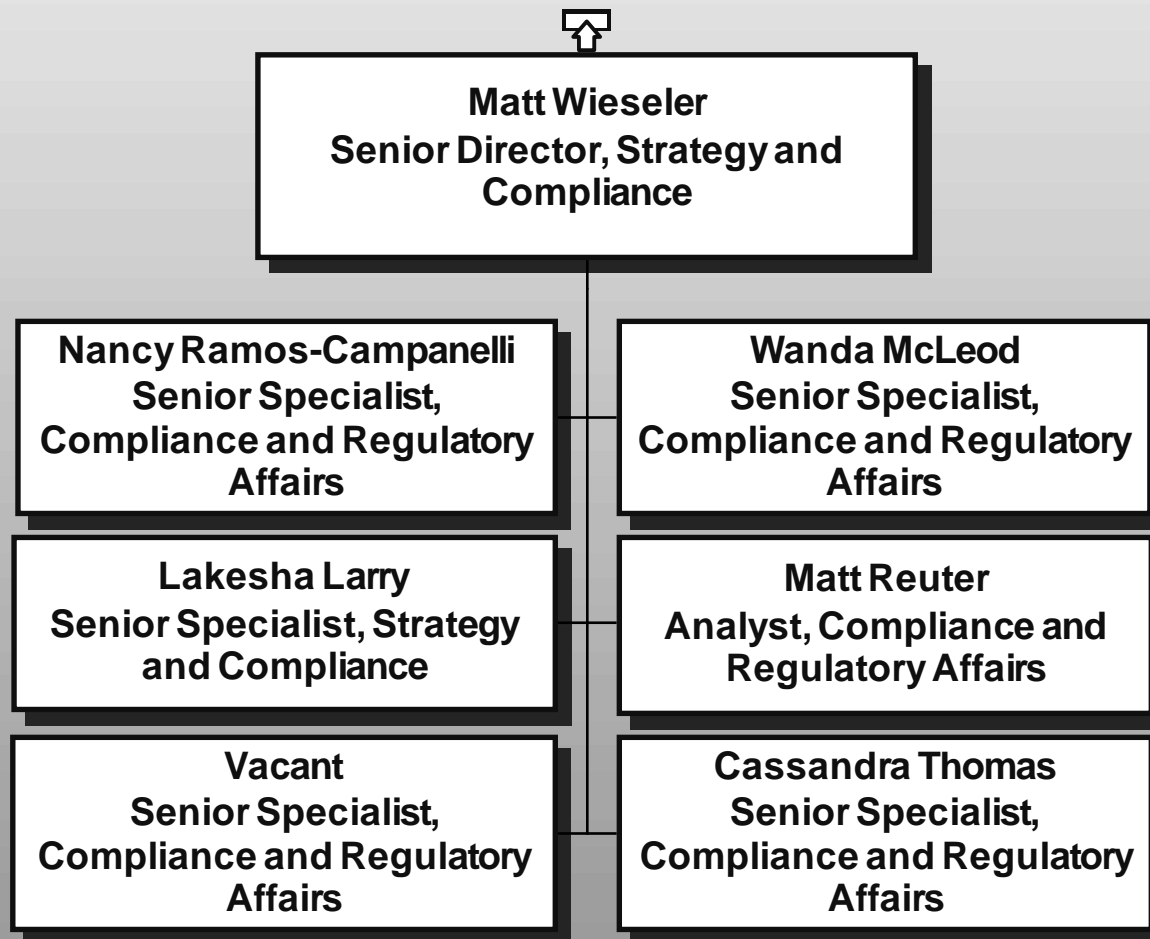 Matt Wieseler
Senior Director, Strategy and
Compliance
Nancy Ramos-Campanelli
Senior Specialist,
Compliance and Regulatory
Affairs
Wanda McLeod
Senior Specialist,
Compliance and Regulatory
Affairs
Lakesha Larry
Senior Specialist, Strategy
and Compliance
Matt Reuter
Analyst, Compliance and
Regulatory Affairs
Vacant
Senior Specialist,
Compliance and Regulatory
Affairs
Cassandra Thomas
Senior Specialist,
Compliance and Regulatory
Affairs